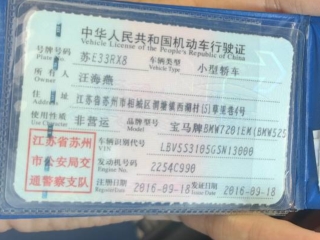 中华人民共和国机动车行驶证
Vehicle License of the People's Republic of China
号牌号码 苏E33RX8 车辆类型 小型轿车
Plate No. Vehicle Type
所有人 汪海燕
Owner
住址 江苏省苏州市相城区渭塘镇西湖村(5)草里巷4号
使用性质 非营运 品牌型号 宝马牌BMW7201EK(BMW525
Use Character Model
江苏省苏州 车辆识别代号 LBV5S3105GSN13000
VIN
市公安局交 发动机号码 2254C990
Engine No.
通警察支队 注册日期 2016-09-18 发证日期 2016-09-18
Register Date Issue Date